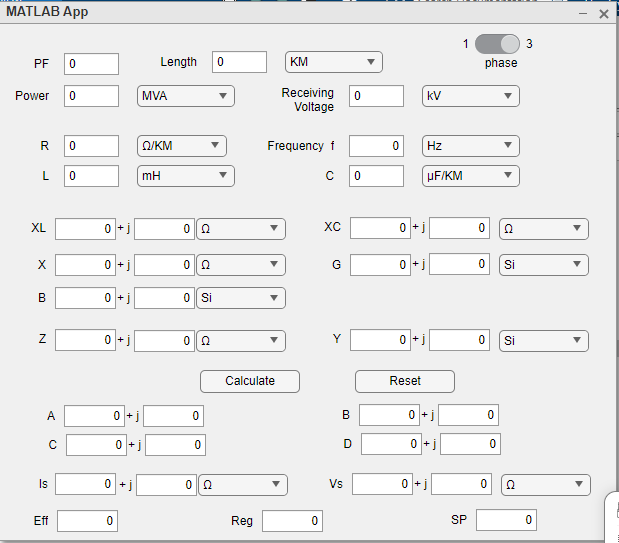 MATLAB App
1 3
PF 0 Length 0 KM phase
Power 0 MVA Receiving Voltage 0 kV
R 0 Ω/KM Frequency f 0 Hz
L 0 mH C 0 µF/KM
XL 0 +j 0 Ω XC 0 +j 0 Ω
X 0 +j 0 Ω G 0 +j 0 Si
B 0 +j 0 Si
Z 0 +j 0 Ω Y 0 +j 0 Si
Calculate Reset
A 0 +j 0 B 0 +j 0
C 0 +j 0 D 0 +j 0
Is 0 +j 0 Ω Vs 0 +j 0 Ω
Eff 0 Reg 0 SP 0